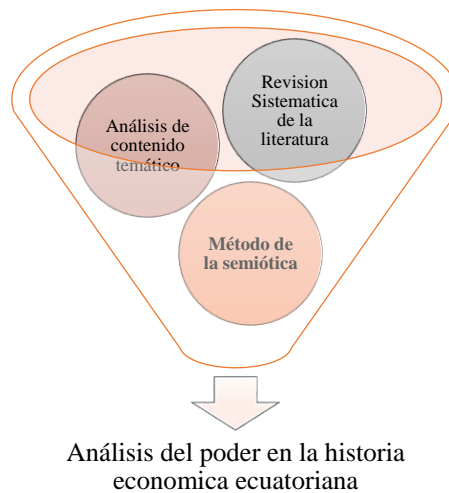 Revision
Sistematica
de la
literatura
Análisis de
contenido
temático
Método de
la semiótica
Análisis del poder en la historia
economica ecuatoriana